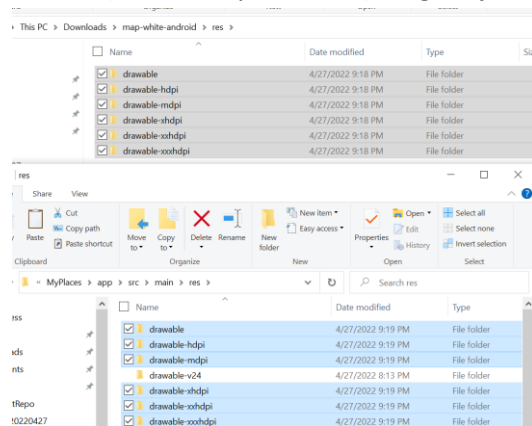 Organize New Open Select
This PC > Downloads > map-white-android > res >
Name Date modified Type
drawable 4/27/2022 9:18 PM File folder
drawable-hdpi 4/27/2022 9:18 PM File folder
drawable-mdpi 4/27/2022 9:18 PM File folder
drawable-xhdpi 4/27/2022 9:18 PM File folder
drawable-xxhdpi 4/27/2022 9:18 PM File folder
drawable-xxxhdpi 4/27/2022 9:18 PM File folder
res
Share View
Cut
Copy path
Paste shortcut
Paste
Move to
Copy to
Delete
Rename
New folder
New item
Easy access
Properties
Open
Edit
History
Select all
Select none
Invert selection
Clipboard Organize New Open Select
« MyPlaces > app > src > main > res > Search res
Name Date modified Type
drawable 4/27/2022 9:19 PM File folder
drawable-hdpi 4/27/2022 9:19 PM File folder
drawable-mdpi 4/27/2022 9:19 PM File folder
drawable-v24 4/27/2022 8:13 PM File folder
drawable-xhdpi 4/27/2022 9:19 PM File folder
drawable-xxhdpi 4/27/2022 9:19 PM File folder
drawable-xxxhdpi 4/27/2022 9:19 PM File folder
ess
ads
nts
tRepo
20220427